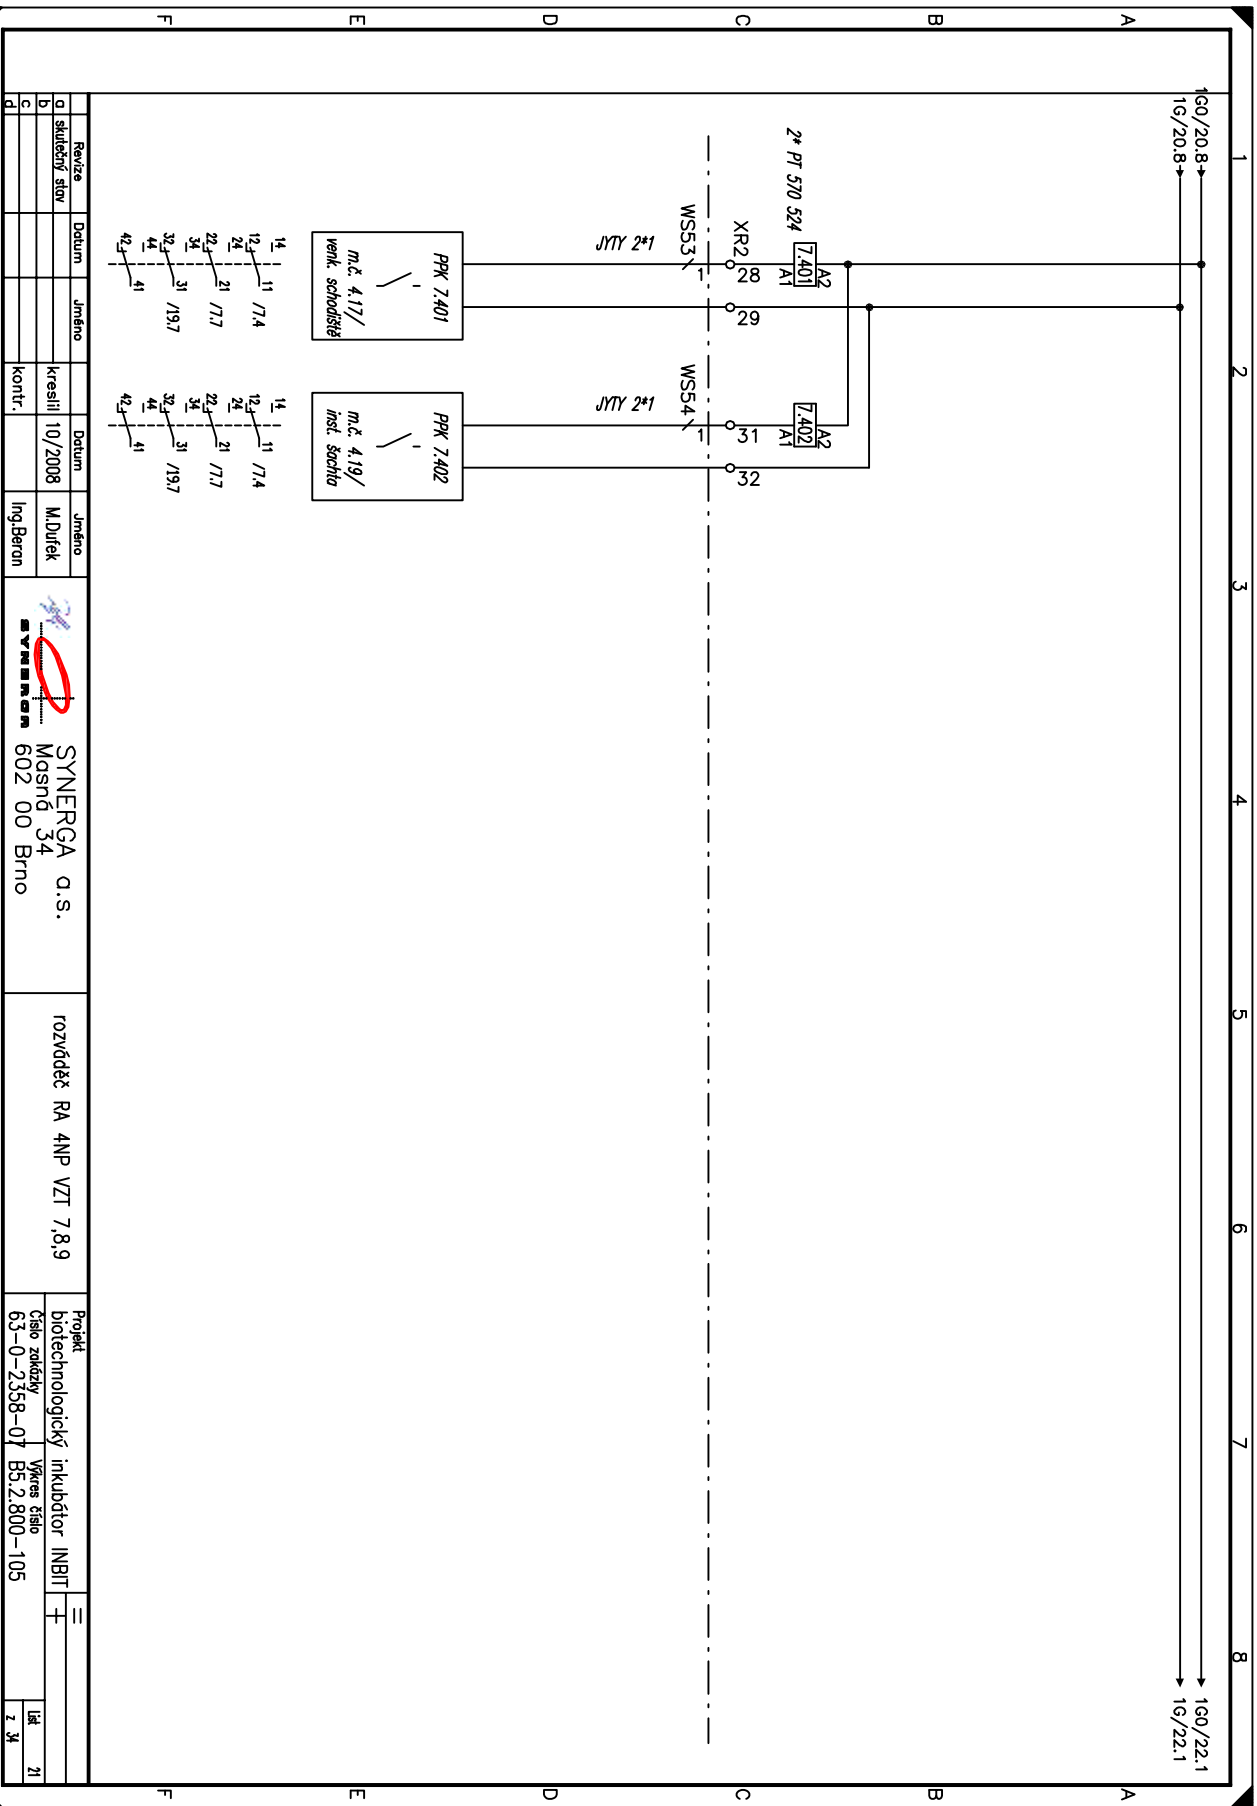 1 2 3 4 5 6 7 8
A A
1G0/20.8 1G0/22.1
1G/20.8 1G/22.1
B B
2* PT 570 524
7.401 A2 A1
7.402 A2 A1
C C
XR2 28 29 31 32
WS53 1
WS54 1
D D
JYTY 2*1 JYTY 2*1
E E
PPK 7.401
m.č. 4.17/
venk. schodiště
PPK 7.402
m.č. 4.19/
inst. šachta
F F
14 14
12 11 /7.4 12 11 /7.4
24 24
22 21 /7.7 22 21 /7.7
34 34
32 31 /19.7 32 31 /19.7
44 44
42 41 42 41
Revize Datum Jméno Datum Jméno
a skutečný stav
b kreslil 10/2008 M.Dufek
c
d kontr. Ing.Beran
SYNERGA
SYNERGA a.s.
Masná 34
602 00 Brno
rozváděč RA 4NP VZT 7,8,9
Projekt
biotechnologický inkubátor INBIT
Číslo zakázky Výkres číslo
63-0-2358-07 B5.2.800-105
=
+
List 21
z 34